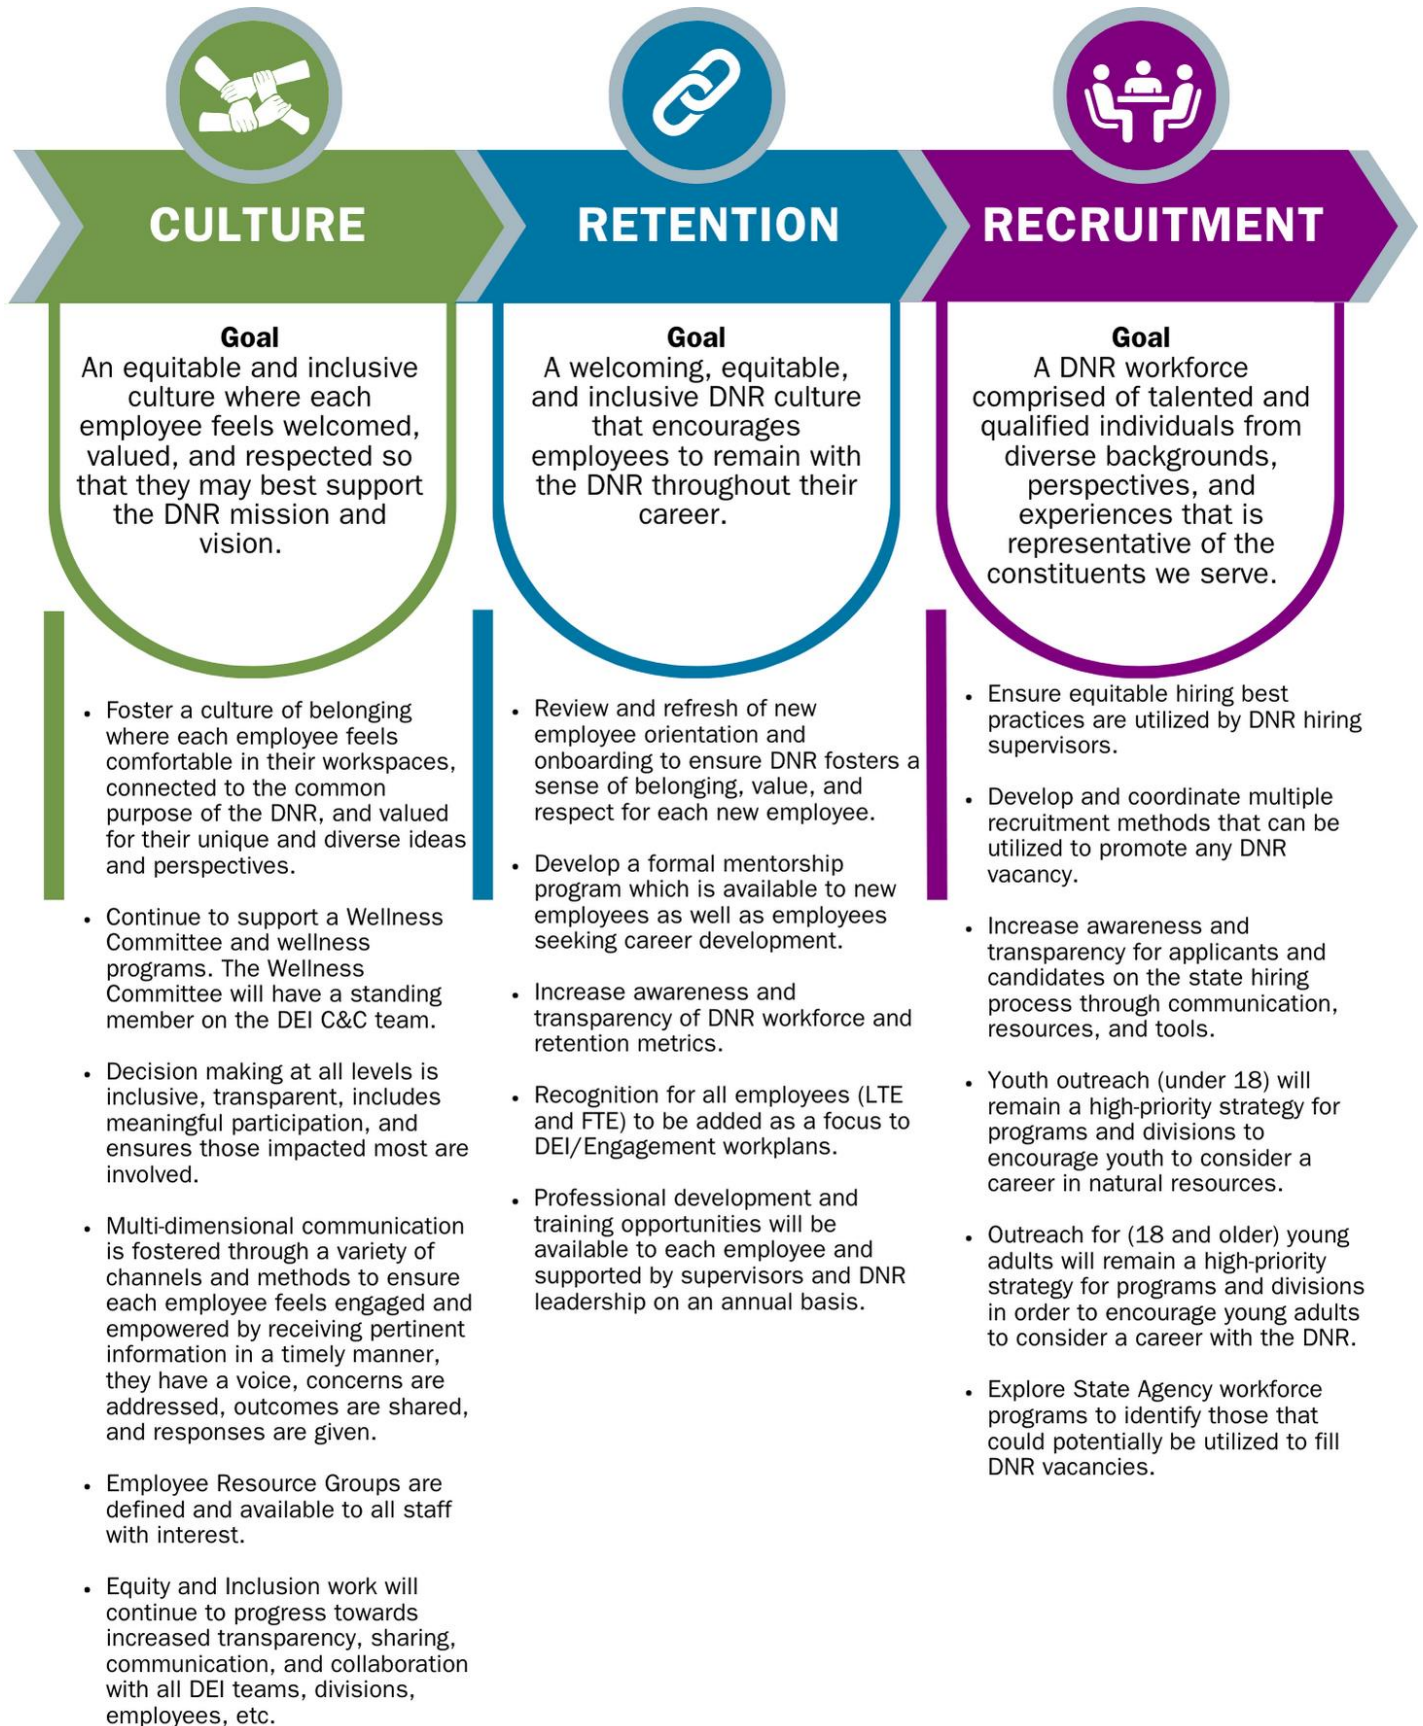 CULTURE
Goal
An equitable and inclusive
culture where each
employee feels welcomed,
valued, and respected so
that they may best support
the DNR mission and
vision.
• Foster a culture of belonging
where each employee feels
comfortable in their workspaces,
connected to the common
purpose of the DNR, and valued
for their unique and diverse ideas
and perspectives.
• Continue to support a Wellness
Committee and wellness
programs. The Wellness
Committee will have a standing
member on the DEI C&C team.
• Decision making at all levels is
inclusive, transparent, includes
meaningful participation, and
ensures those impacted most are
involved.
• Multi-dimensional communication
is fostered through a variety of
channels and methods to ensure
each employee feels engaged and
empowered by receiving pertinent
information in a timely manner,
they have a voice, concerns are
addressed, outcomes are shared,
and responses are given.
• Employee Resource Groups are
defined and available to all staff
with interest.
• Equity and Inclusion work will
continue to progress towards
increased transparency, sharing,
communication, and collaboration
with all DEI teams, divisions,
employees, etc.
RETENTION
Goal
A welcoming, equitable,
and inclusive DNR culture
that encourages
employees to remain with
the DNR throughout their
career.
• Review and refresh of new
employee orientation and
onboarding to ensure DNR fosters a
sense of belonging, value, and
respect for each new employee.
• Develop a formal mentorship
program which is available to new
employees as well as employees
seeking career development.
• Increase awareness and
transparency of DNR workforce and
retention metrics.
• Recognition for all employees (LTE
and FTE) to be added as a focus to
DEI/Engagement workplans.
• Professional development and
training opportunities will be
available to each employee and
supported by supervisors and DNR
leadership on an annual basis.
RECRUITMENT
Goal
A DNR workforce
comprised of talented and
qualified individuals from
diverse backgrounds,
perspectives, and
experiences that is
representative of the
constituents we serve.
• Ensure equitable hiring best
practices are utilized by DNR hiring
supervisors.
• Develop and coordinate multiple
recruitment methods that can be
utilized to promote any DNR
vacancy.
• Increase awareness and
transparency for applicants and
candidates on the state hiring
process through communication,
resources, and tools.
• Youth outreach (under 18) will
remain a high-priority strategy for
programs and divisions to
encourage youth to consider a
career in natural resources.
• Outreach for (18 and older) young
adults will remain a high-priority
strategy for programs and divisions
in order to encourage young adults
to consider a career with the DNR.
• Explore State Agency workforce
programs to identify those that
could potentially be utilized to fill
DNR vacancies.